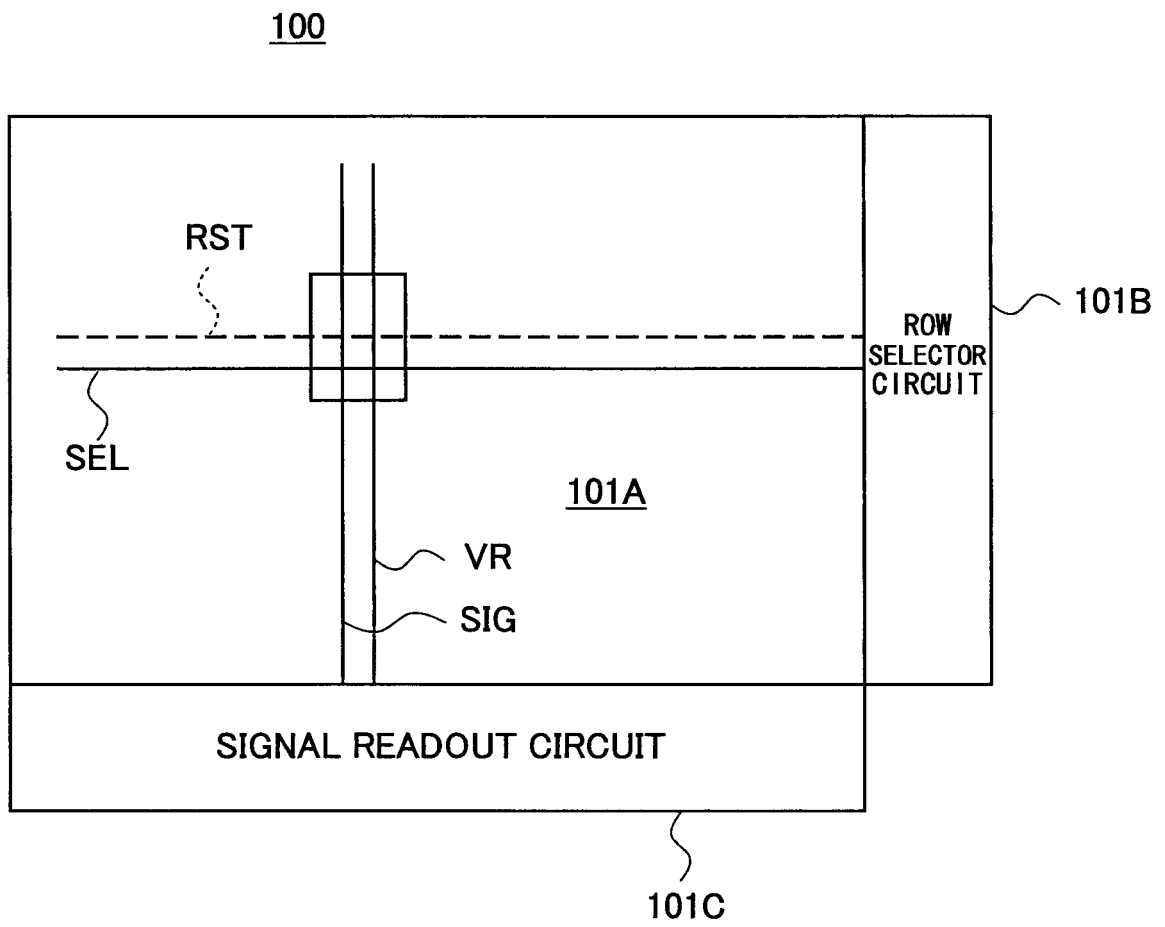 100
RST
101B
ROW
SELECTOR
CIRCUIT
SEL
101A
VR
SIG
SIGNAL READOUT CIRCUIT
101C